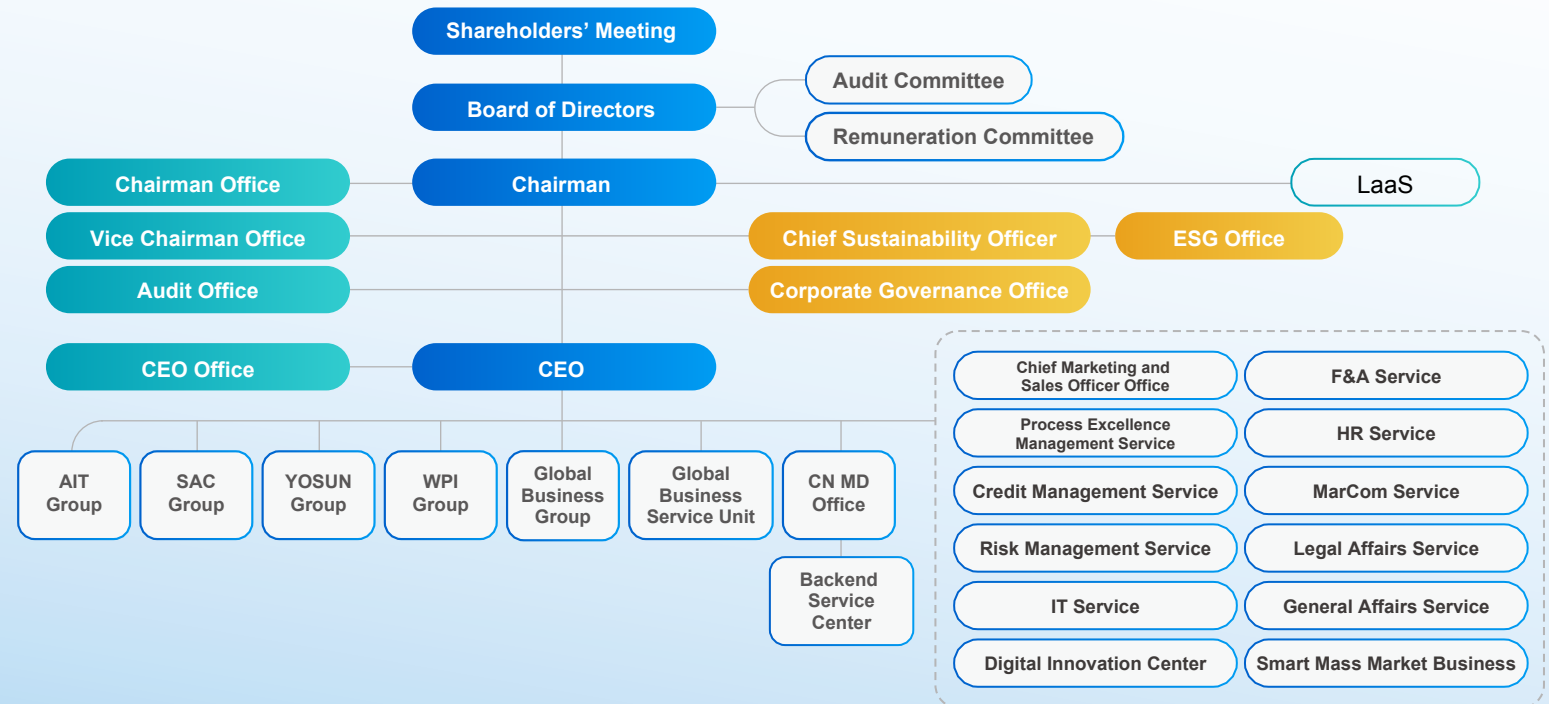 Shareholders’ Meeting
Board of Directors
Audit Committee
Remuneration Committee
Chairman Office
Chairman
LaaS
Vice Chairman Office
Chief Sustainability Officer
ESG Office
Audit Office
Corporate Governance Office
CEO Office
CEO
AIT
Group
SAC
Group
YOSUN
Group
WPI
Group
Global
Business
Group
Global
Business
Service Unit
CN MD
Office
Backend
Service
Center
Chief Marketing and
Sales Officer Office
F&A Service
Process Excellence
Management Service
HR Service
Credit Management Service
MarCom Service
Risk Management Service
Legal Affairs Service
IT Service
General Affairs Service
Digital Innovation Center
Smart Mass Market Business